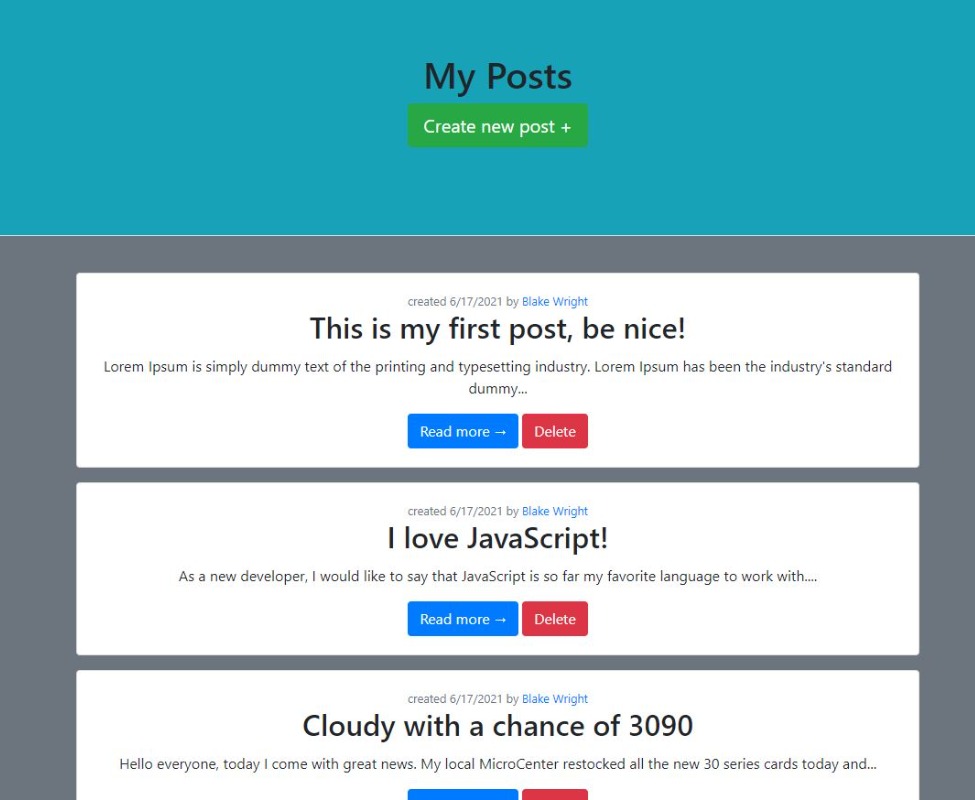 My Posts
Create new post +
created 6/17/2021 by Blake Wright
This is my first post, be nice!
Lorem Ipsum is simply dummy text of the printing and typesetting industry. Lorem Ipsum has been the industry's standard
dummy...
Read more → Delete
created 6/17/2021 by Blake Wright
I love JavaScript!
As a new developer, I would like to say that JavaScript is so far my favorite language to work with....
Read more → Delete
created 6/17/2021 by Blake Wright
Cloudy with a chance of 3090
Hello everyone, today I come with great news. My local MicroCenter restocked all the new 30 series cards today and...